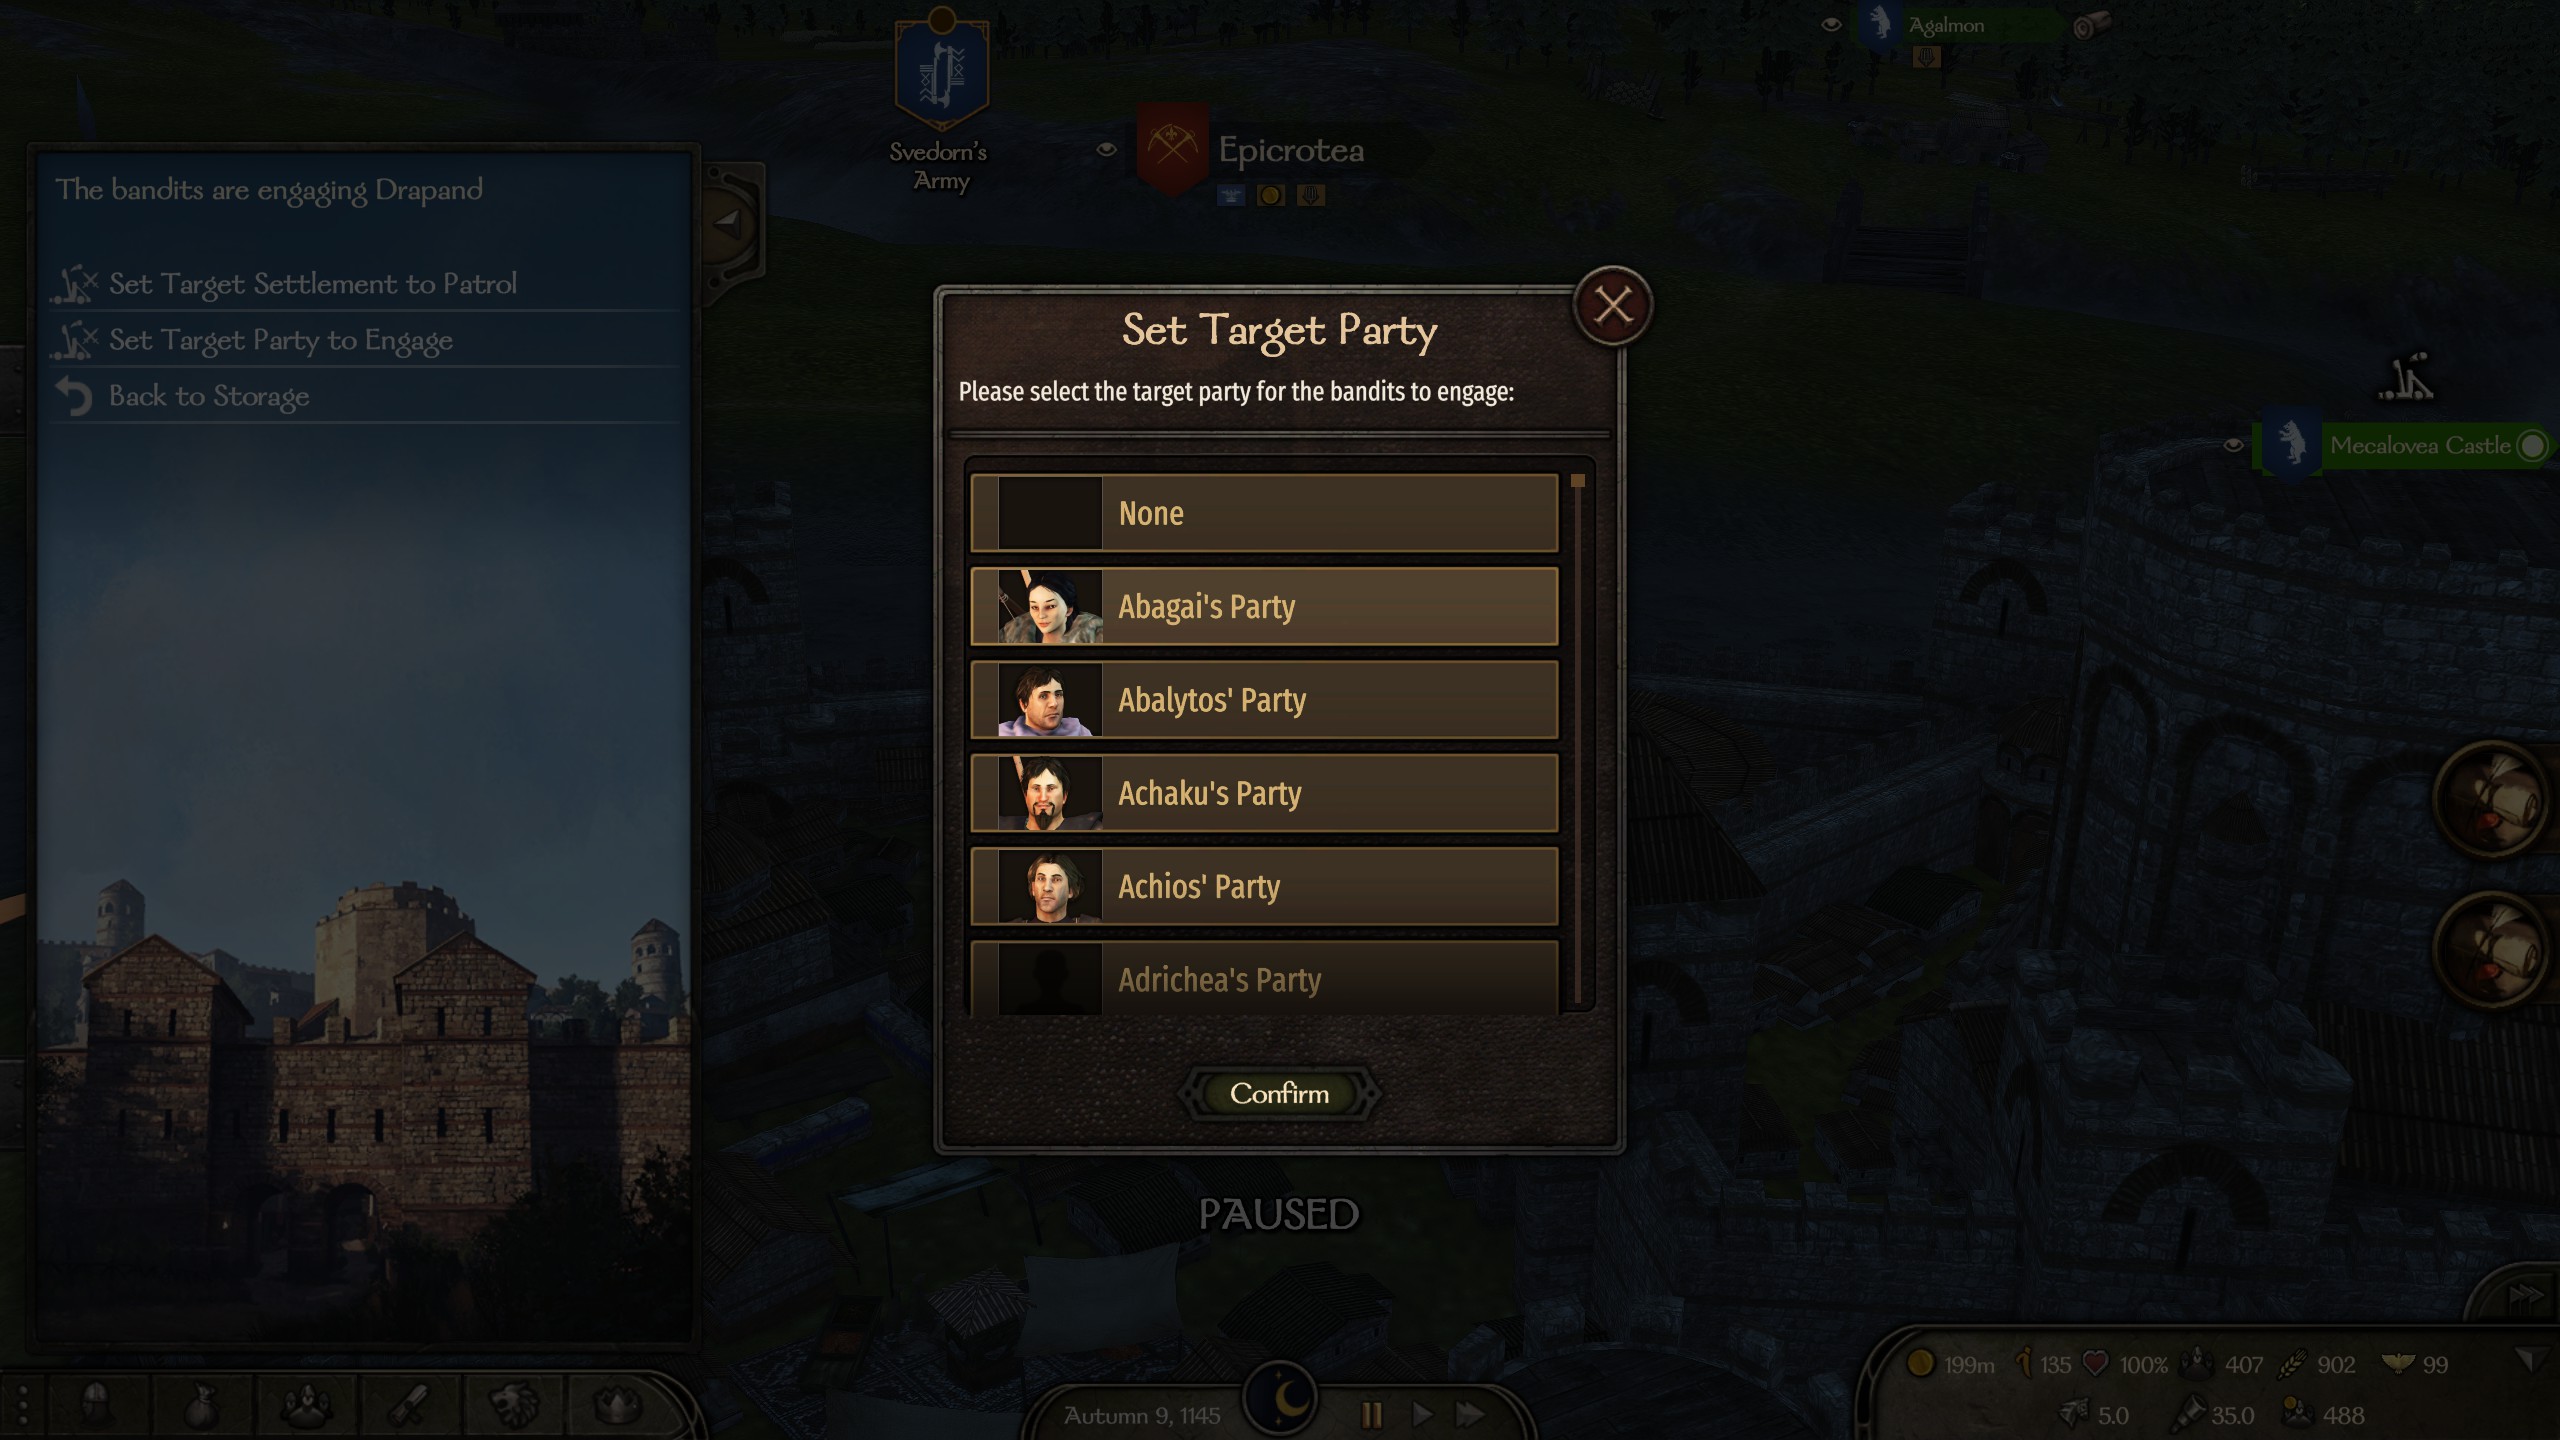 Agalmon
Svedorn's
Army
Epicrotea
The bandits are engaging Drapand
Set Target Settlement to Patrol
Set Target Party to Engage
Back to Storage
Set Target Party
Please select the target party for the bandits to engage:
None
Abagai's Party
Abalytos' Party
Achaku's Party
Achios' Party
Adrichea's Party
Confirm
Mecalovea Castle
PAUSED
Autumn 9, 1145
199m 135 100% 407 902 99
5.0 35.0 488